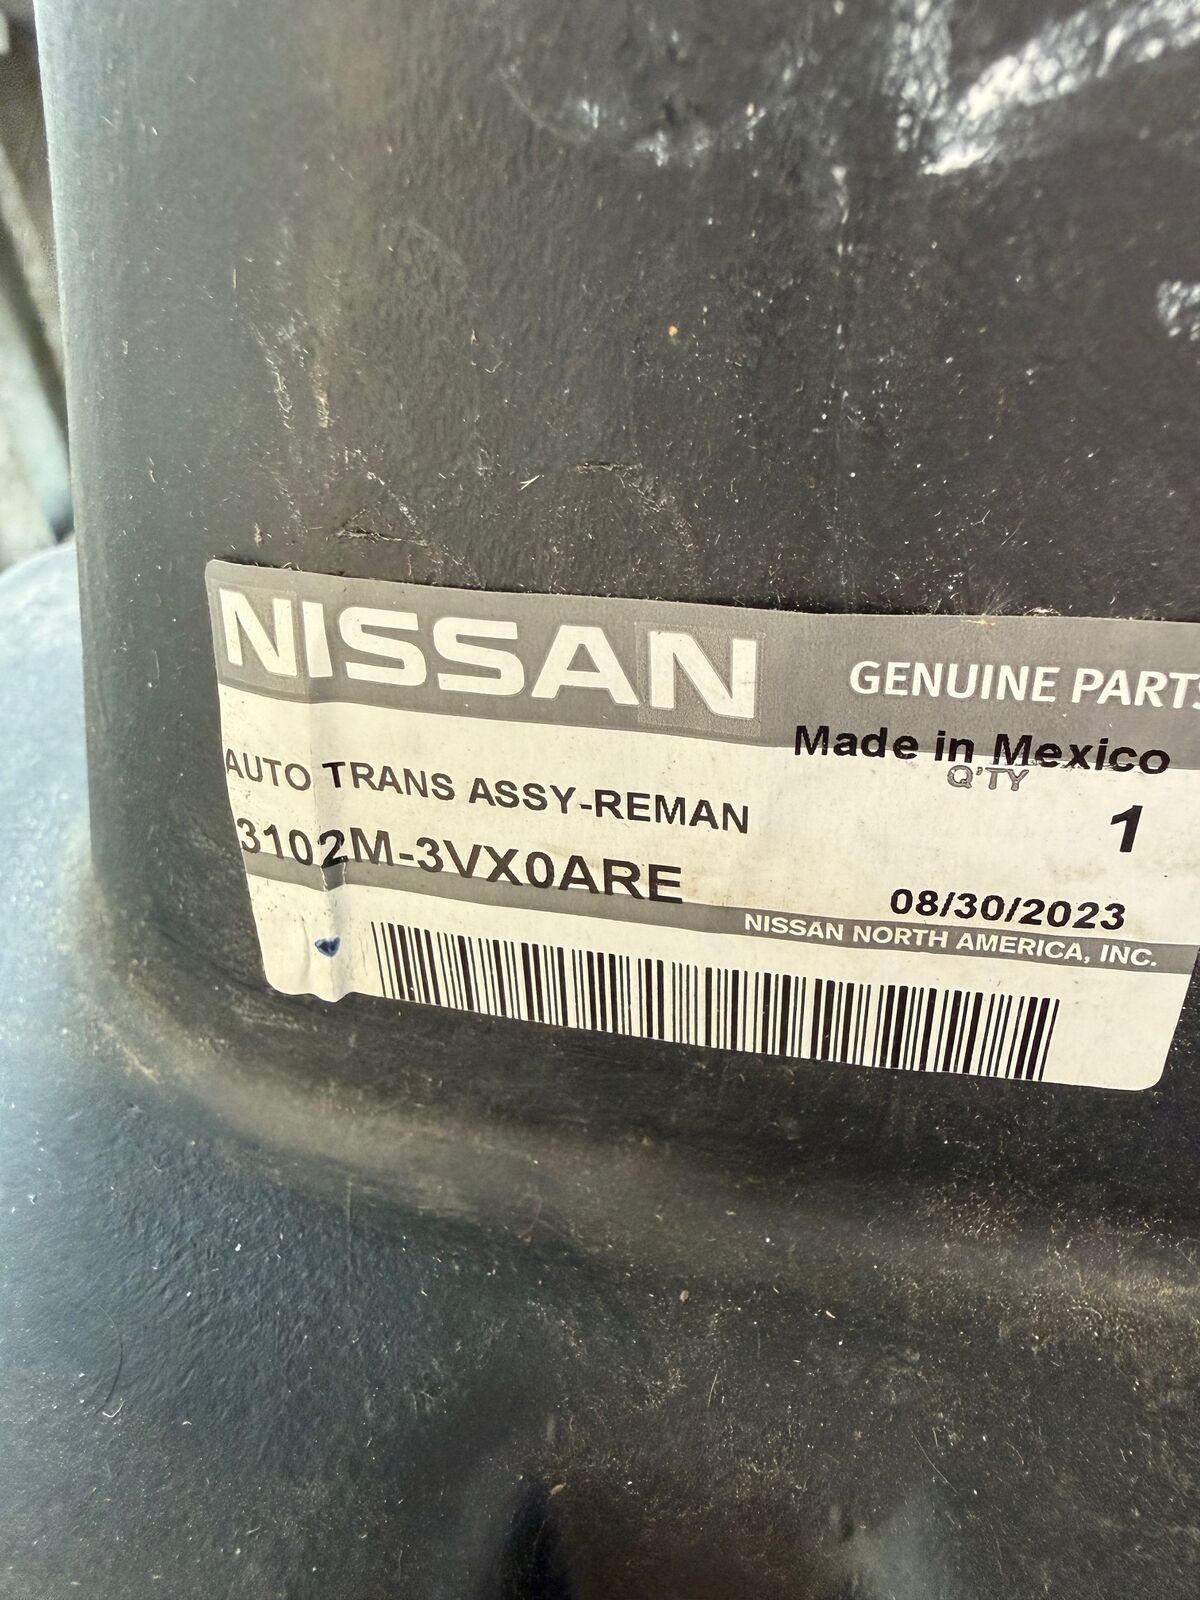 NISSAN
GENUINE PARTS
Made in Mexico
Q'TY
AUTO TRANS ASSY-REMAN
1
3102M-3VX0ARE
08/30/2023
NISSAN NORTH AMERICA, INC.